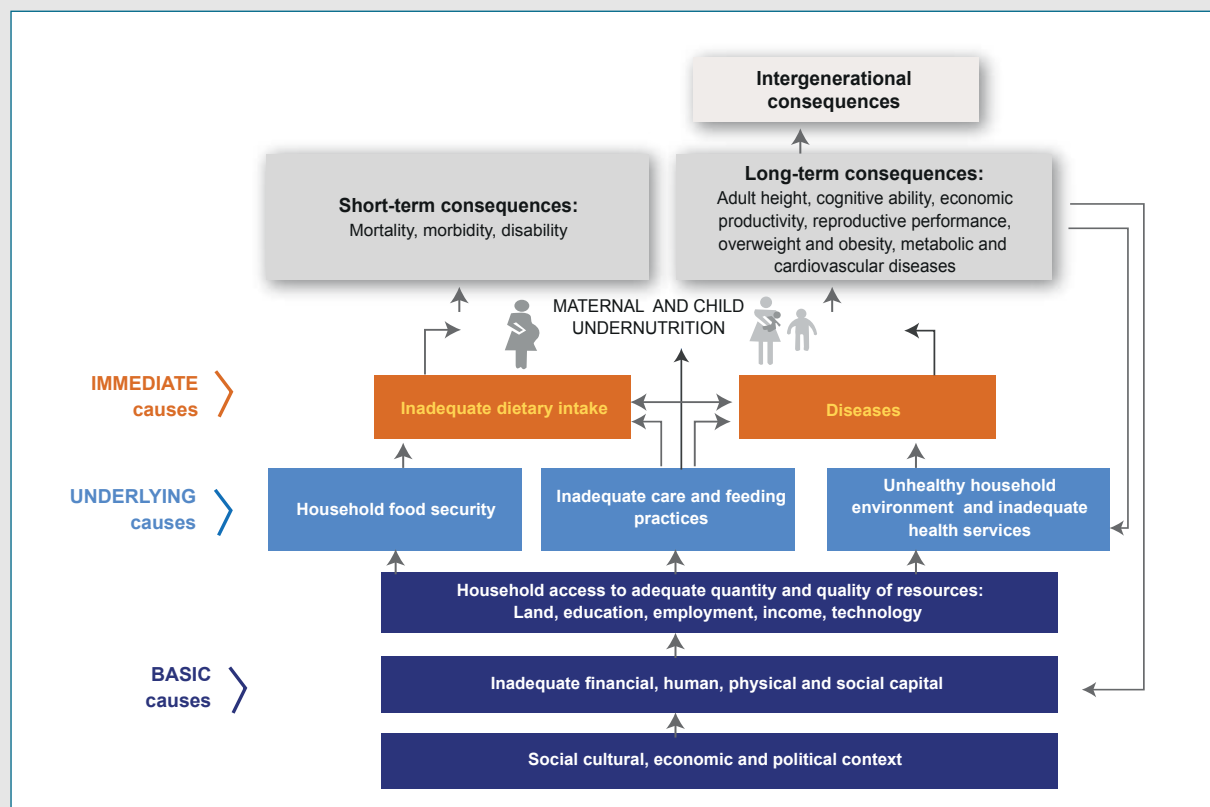 Intergenerational
consequences
Short-term consequences:
Mortality, morbidity, disability
Long-term consequences:
Adult height, cognitive ability, economic
productivity, reproductive performance,
overweight and obesity, metabolic and
cardiovascular diseases
MATERNAL AND CHILD
UNDERNUTRITION
IMMEDIATE
causes
Inadequate dietary intake
Diseases
UNDERLYING
causes
Household food security
Inadequate care and feeding
practices
Unhealthy household
environment and inadequate
health services
Household access to adequate quantity and quality of resources:
Land, education, employment, income, technology
BASIC
causes
Inadequate financial, human, physical and social capital
Social cultural, economic and political context